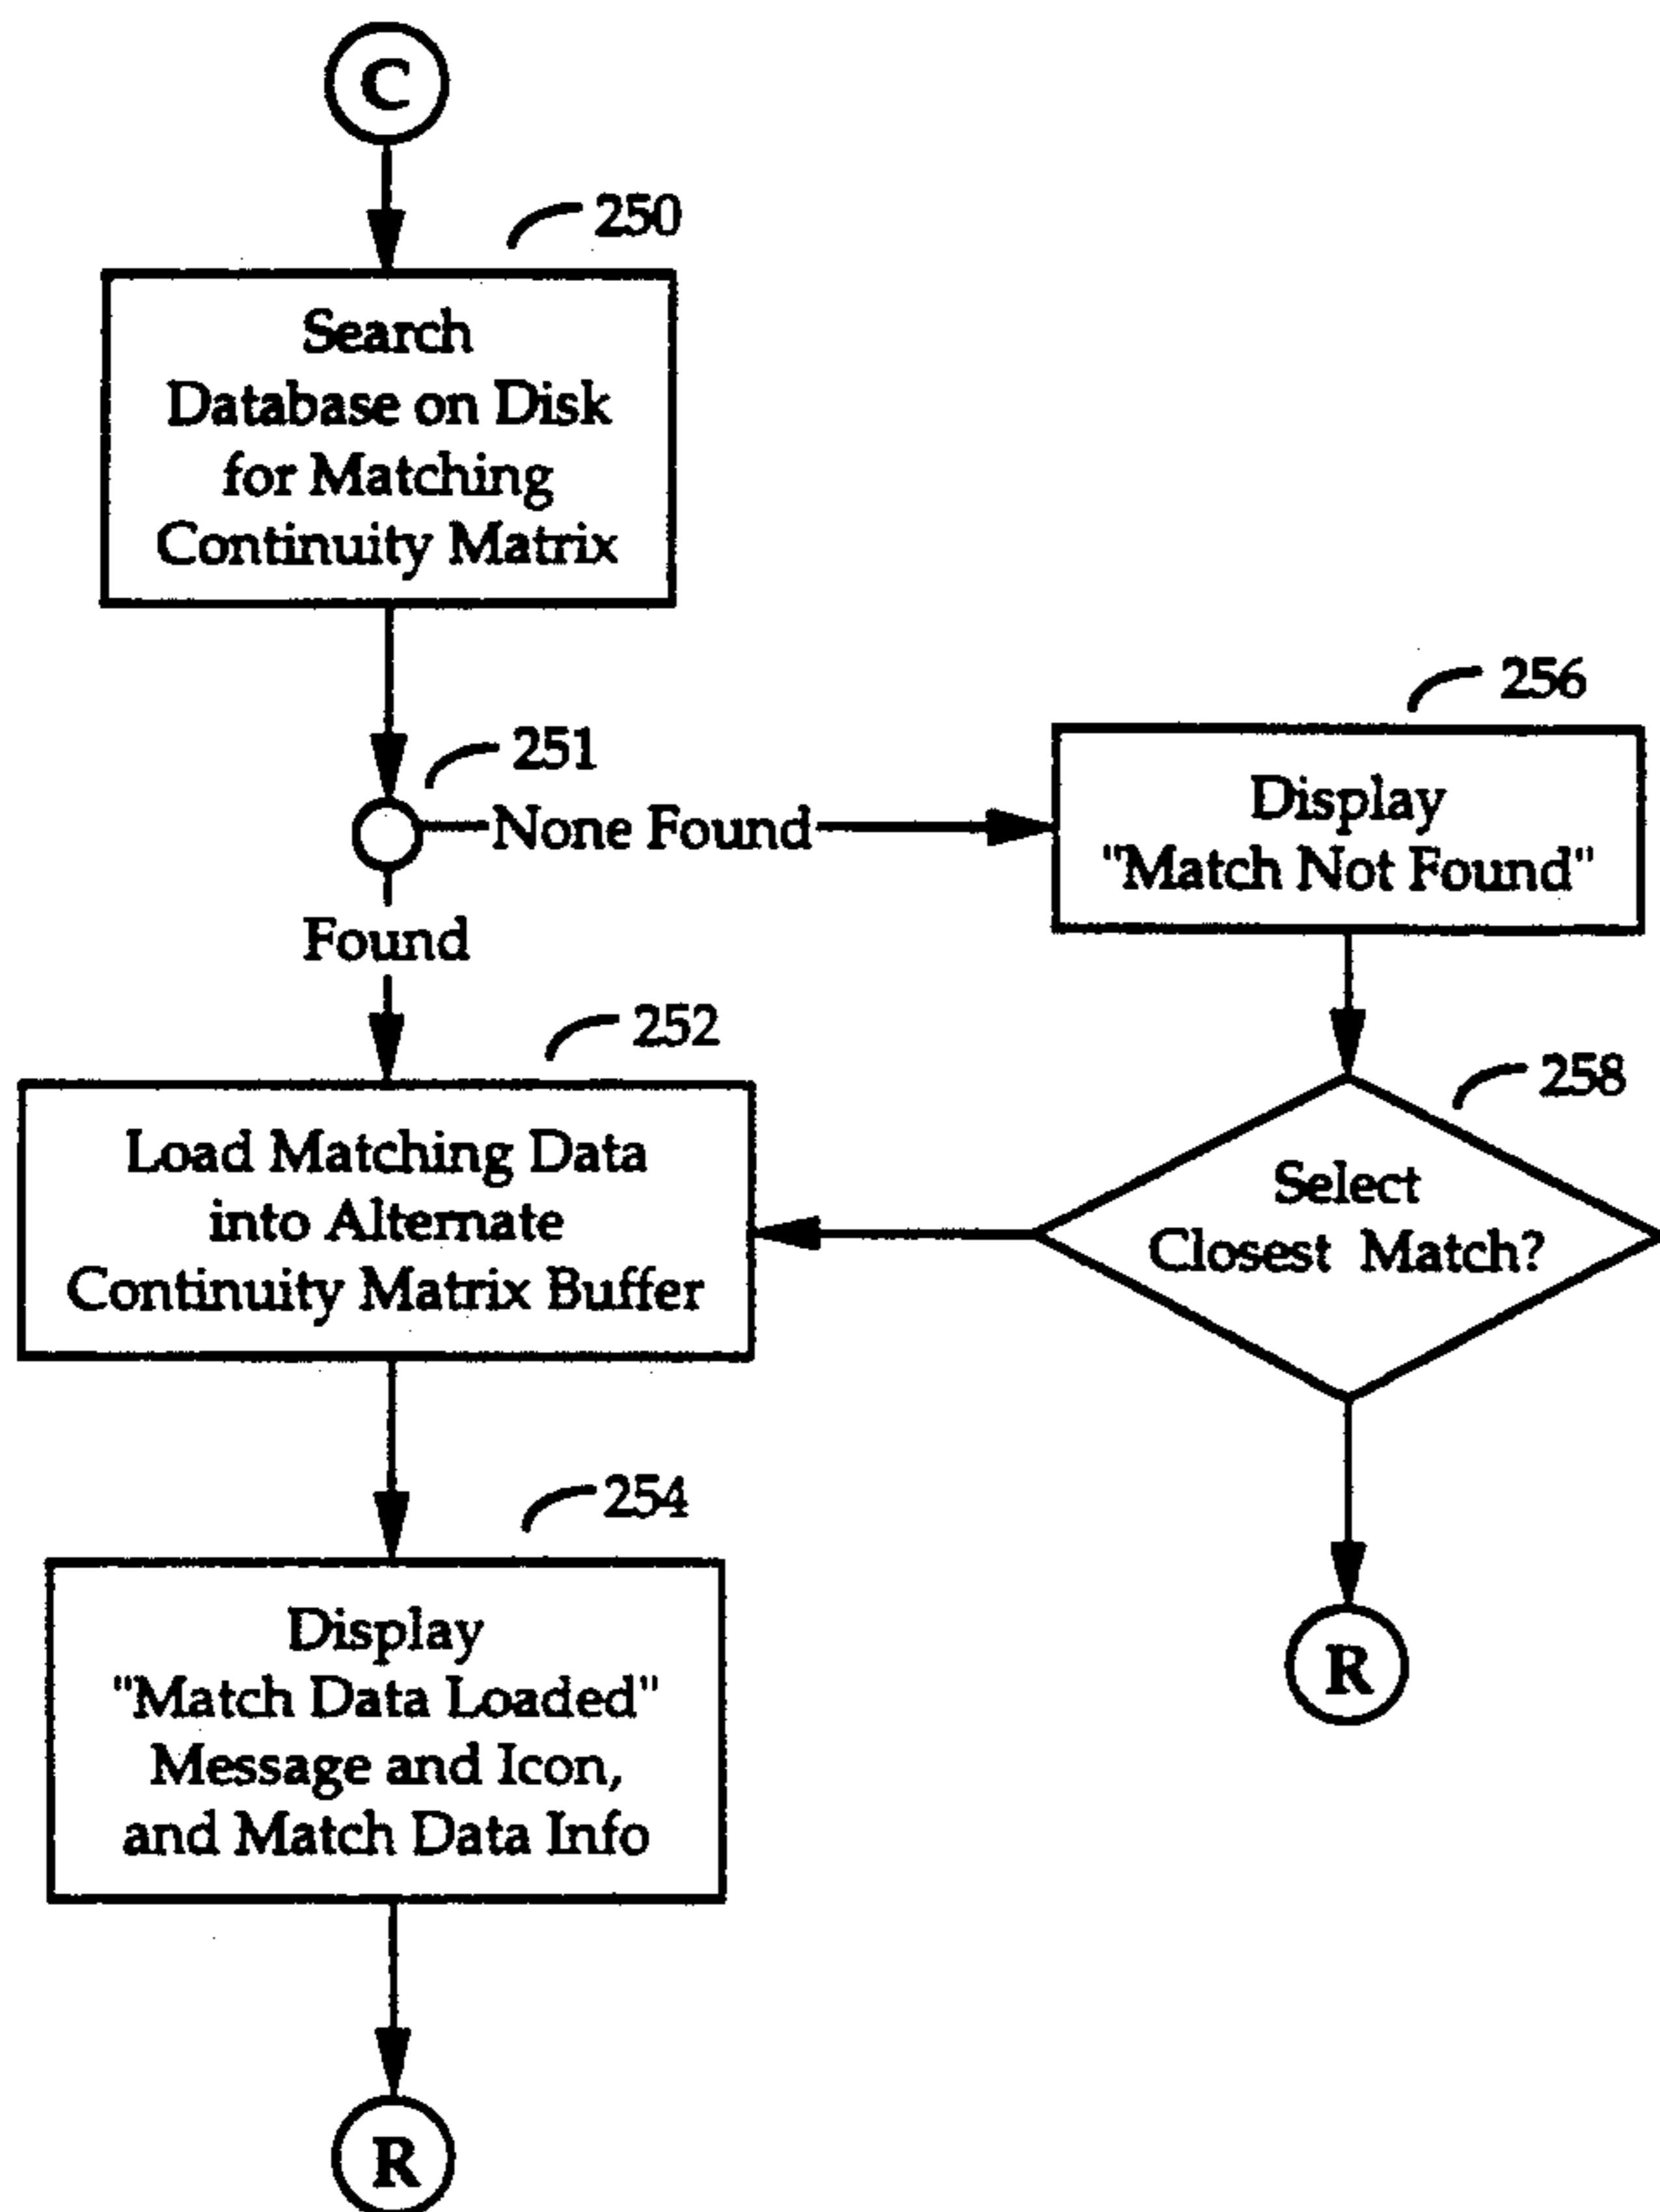 C
250
Search
Database on Disk
for Matching
Continuity Matrix
251
None Found
Found
256
Display
"Match Not Found"
252
Load Matching Data
into Alternate
Continuity Matrix Buffer
258
Select
Closest Match?
254
Display
"Match Data Loaded"
Message and Icon,
and Match Data Info
R
R